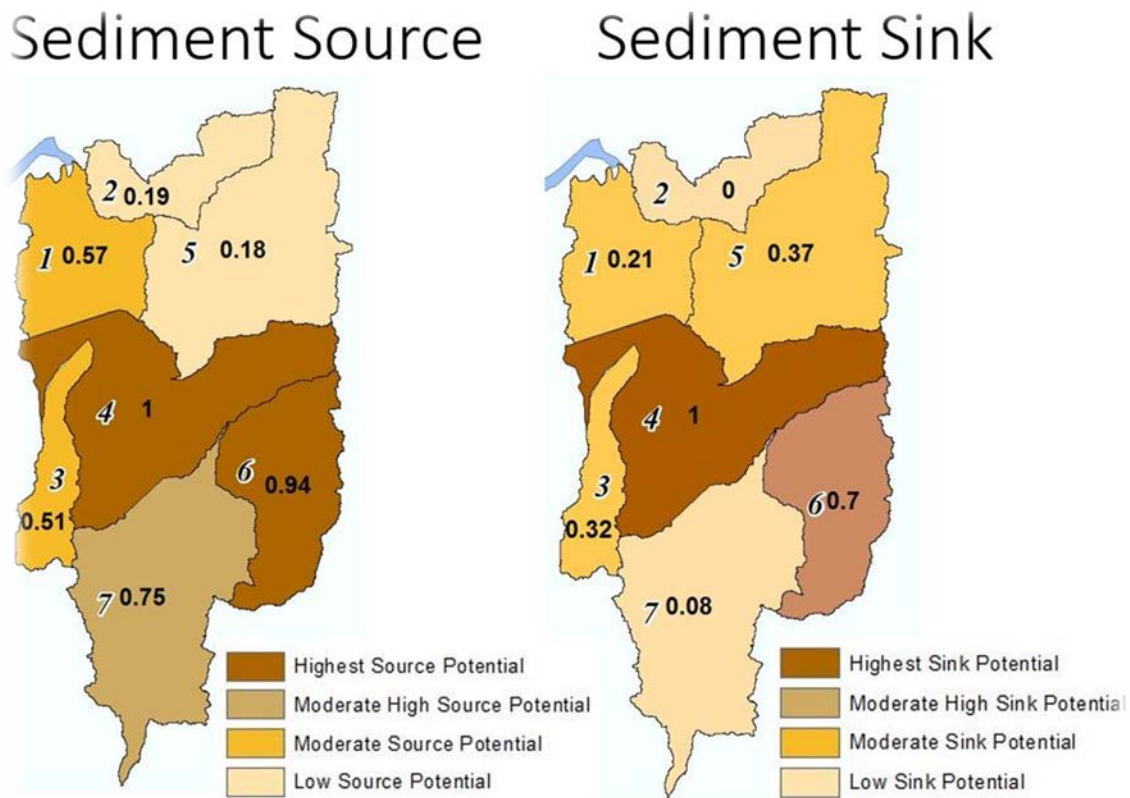 Sediment Source
2 0.19
1 0.57
5 0.18
4 1
3
0.51
6 0.94
7 0.75
Highest Source Potential
Moderate High Source Potential
Moderate Source Potential
Low Source Potential
Sediment Sink
2 0
1 0.21
5 0.37
4 1
3
0.32
6 0.7
7 0.08
Highest Sink Potential
Moderate High Sink Potential
Moderate Sink Potential
Low Sink Potential